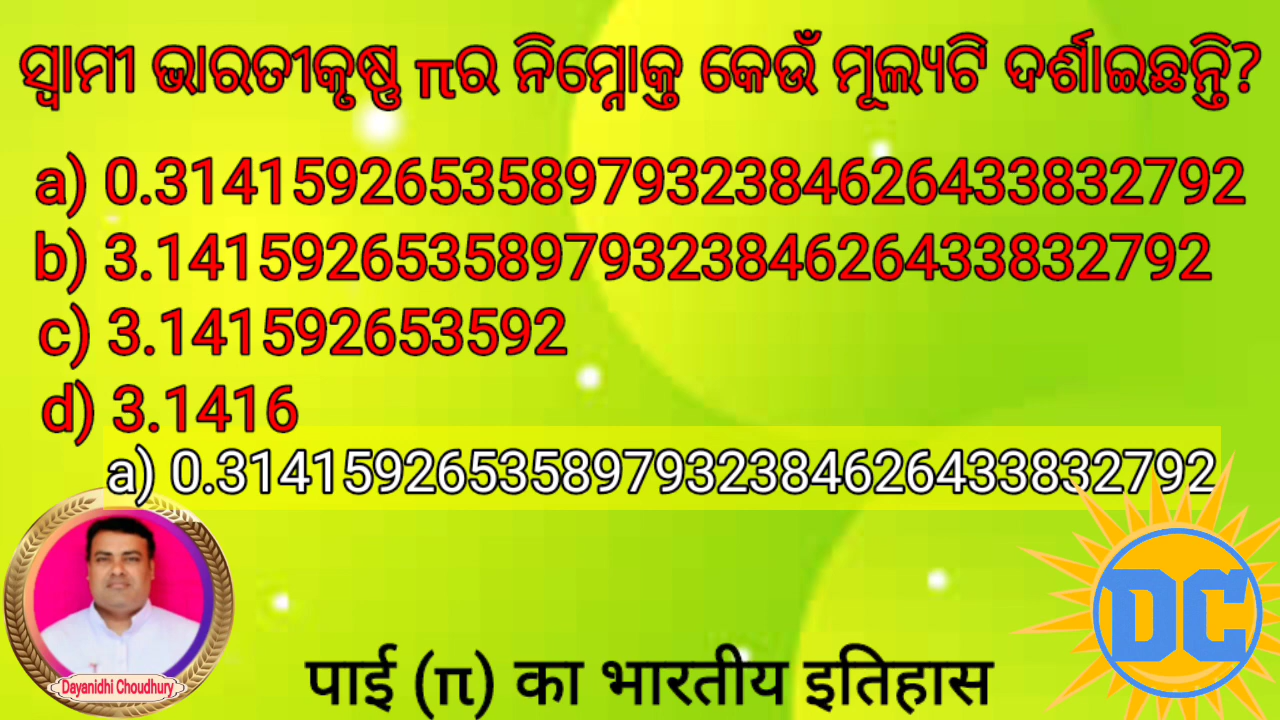 ସ୍ୱାମୀ ଭାରତୀକୃଷ୍ଣ πର ନିମ୍ନୋକ୍ତ କେଉଁ ମୂଲ୍ୟଟି ଦର୍ଶାଇଛନ୍ତି?
a) 0.31415926535897932384626433832792
b) 3.1415926535897932384626433832792
c) 3.141592653592
d) 3.1416
a) 0.31415926535897932384626433832792
Dayanidhi Choudhury
DC
पाई (π) का भारतीय इतिहास